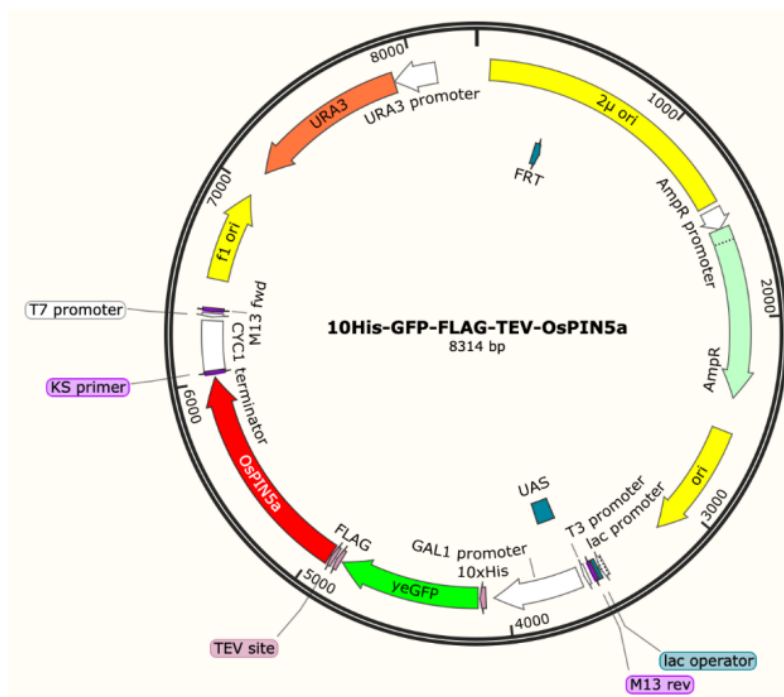 8000
1000
URA3 promoter
URA3
2μ ori
FRT
AmpR promoter
7000
f1 ori
2000
T7 promoter
M13 fwd
10His-GFP-FLAG-TEV-OsPIN5a
8314 bp
CYC1 terminator
AmpR
KS primer
6000
OsPIN5a
ori
3000
UAS
T3 promoter
lac promoter
FLAG
GAL1 promoter
10xHis
yeGFP
5000
4000
TEV site
lac operator
M13 rev